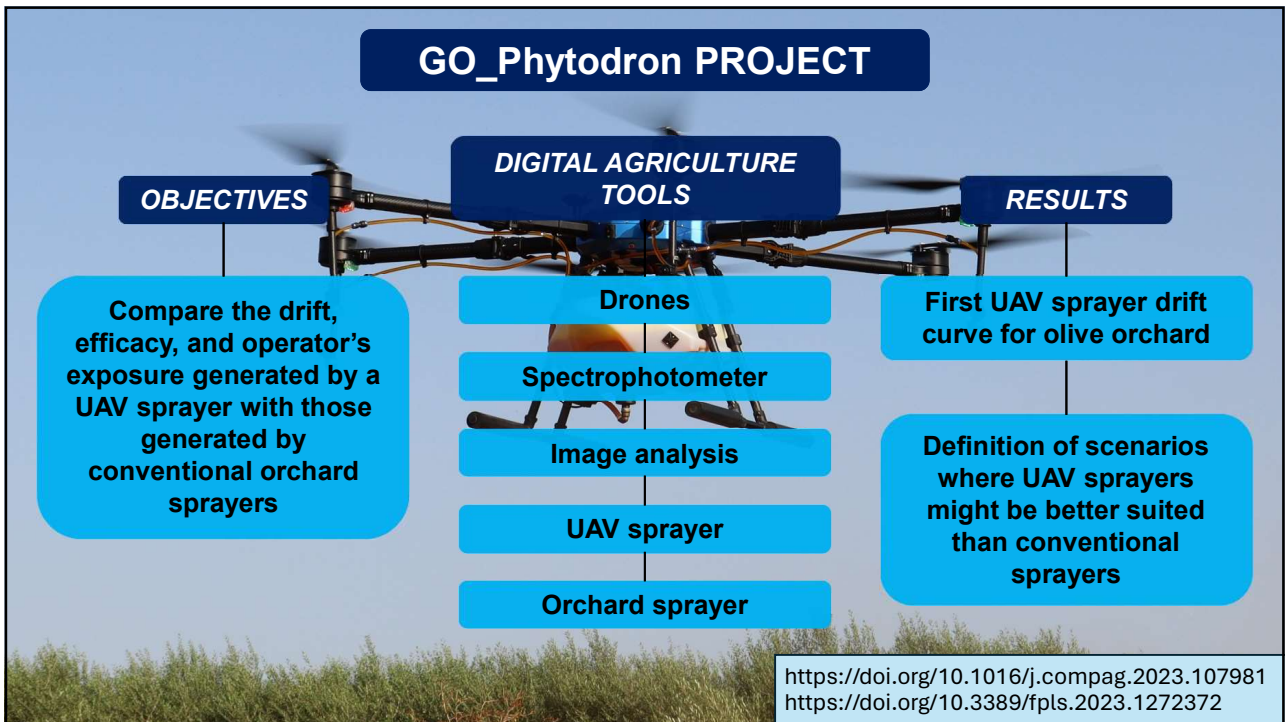 GO_Phytodron PROJECT
OBJECTIVES
Compare the drift,
efficacy, and operator’s
exposure generated by a
UAV sprayer with those
generated by
conventional orchard
sprayers
DIGITAL AGRICULTURE
TOOLS
Drones
Spectrophotometer
Image analysis
UAV sprayer
Orchard sprayer
RESULTS
First UAV sprayer drift
curve for olive orchard
Definition of scenarios
where UAV sprayers
might be better suited
than conventional
sprayers
https://doi.org/10.1016/j.compag.2023.107981
https://doi.org/10.3389/fpls.2023.1272372